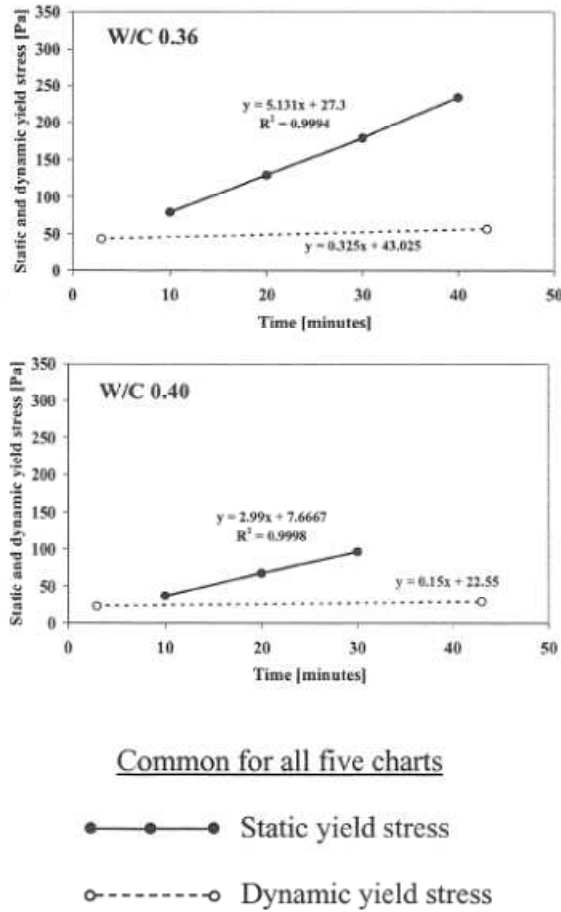 Static and dynamic yield stress [Pa]
350
300
250
200
150
100
50
0
W/C 0.36
y = 5.131x + 27.3
R² = 0.9994
y = 0.325x + 43.025
0 10 20 30 40 50
Time [minutes]
Static and dynamic yield stress [Pa]
350
300
250
200
150
100
50
0
W/C 0.40
y = 2.99x + 7.6667
R² = 0.9998
y = 0.15x + 22.55
0 10 20 30 40 50
Time [minutes]
Common for all five charts
Static yield stress
Dynamic yield stress